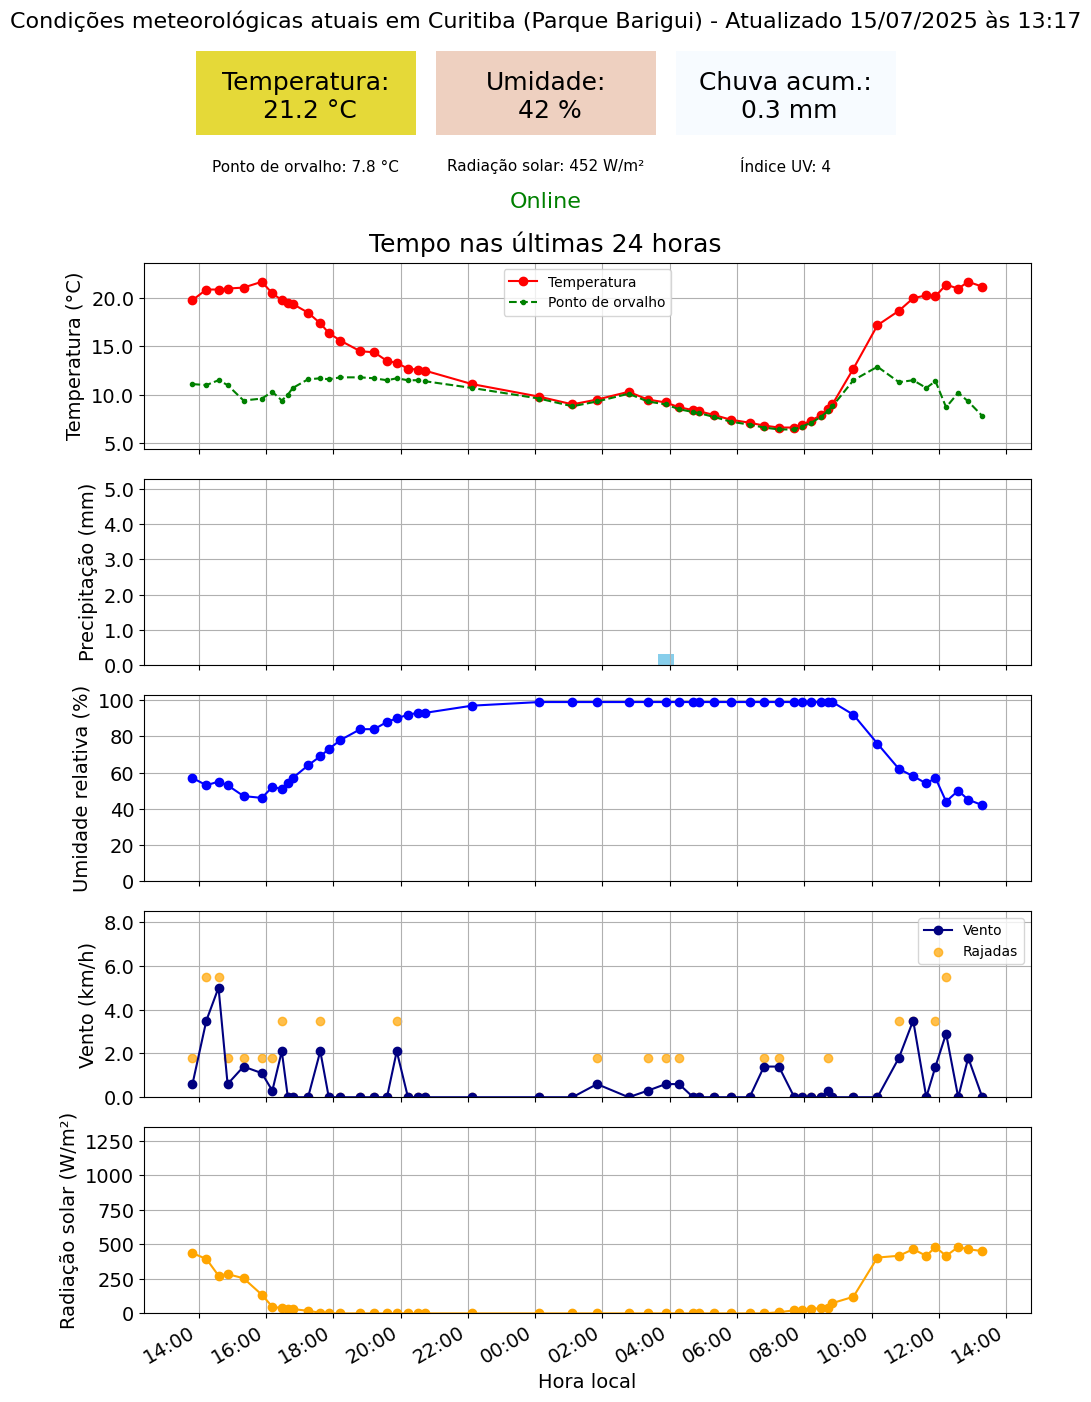 Condições meteorológicas atuais em Curitiba (Parque Barigui) - Atualizado 15/07/2025 às 13:17
Temperatura:
21.2 °C
Umidade:
42 %
Chuva acum.:
0.3 mm
Ponto de orvalho: 7.8 °C
Radiação solar: 452 W/m²
Índice UV: 4
Online
Tempo nas últimas 24 horas
Temperatura (°C)
20.0
15.0
10.0
5.0
Temperatura
Ponto de orvalho
Precipitação (mm)
5.0
4.0
3.0
2.0
1.0
0.0
Umidade relativa (%)
100
80
60
40
20
0
Vento (km/h)
8.0
6.0
4.0
2.0
0.0
Vento
Rajadas
Radiação solar (W/m²)
1250
1000
750
500
250
0
14:00
16:00
18:00
20:00
22:00
00:00
02:00
04:00
06:00
08:00
10:00
12:00
14:00
Hora local